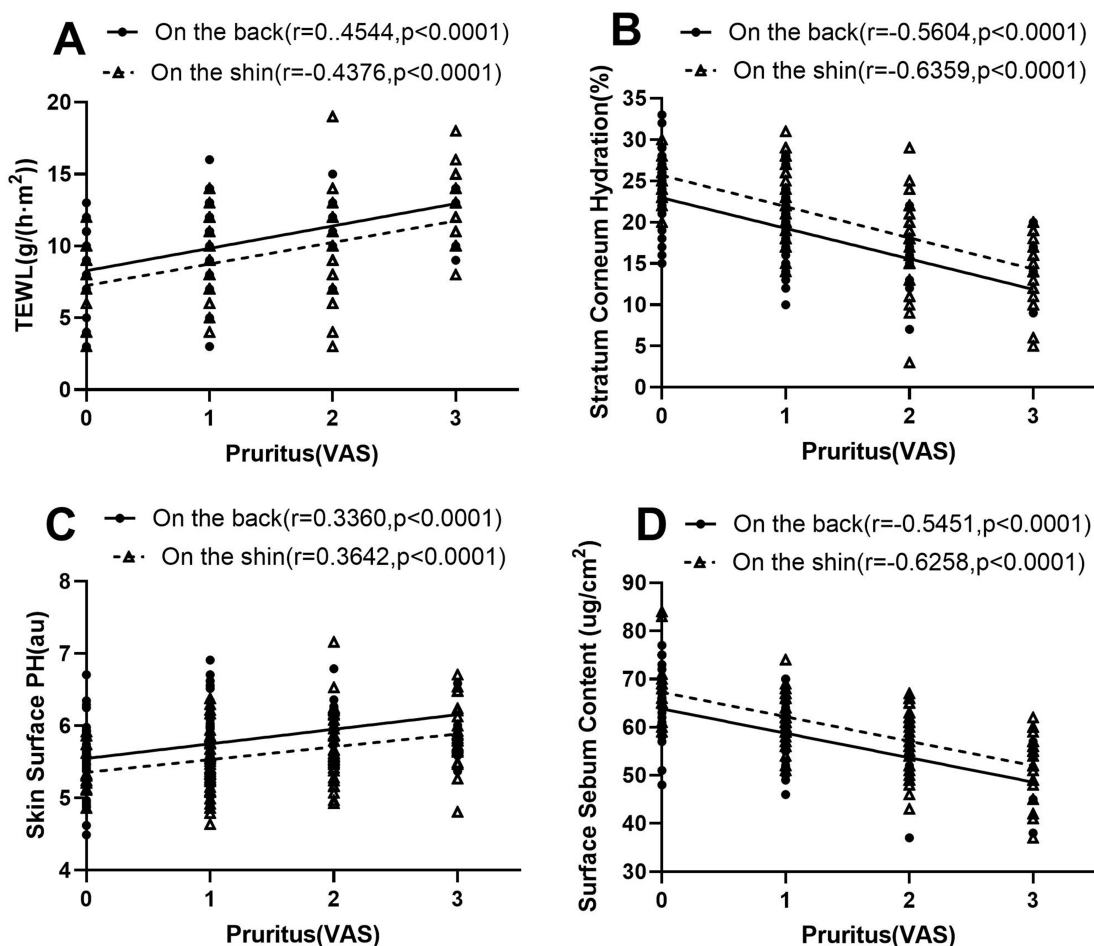 A
On the back(r=0..4544,p<0.0001)
On the shin(r=-0.4376,p<0.0001)
TEWL(g/(h·m²))
20
15
10
5
0
0 1 2 3
Pruritus(VAS)
B
On the back(r=-0.5604,p<0.0001)
On the shin(r=-0.6359,p<0.0001)
Stratum Corneum Hydration(%)
35
30
25
20
15
10
5
0
0 1 2 3
Pruritus(VAS)
C
On the back(r=0.3360,p<0.0001)
On the shin(r=0.3642,p<0.0001)
Skin Surface PH(au)
8
7
6
5
4
0 1 2 3
Pruritus(VAS)
D
On the back(r=-0.5451,p<0.0001)
On the shin(r=-0.6258,p<0.0001)
Surface Sebum Content (ug/cm²)
90
80
70
60
50
40
30
0 1 2 3
Pruritus(VAS)